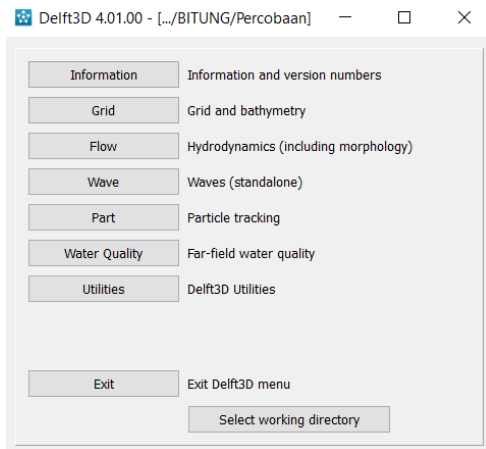 Delft3D 4.01.00 - [.../BITUNG/Percobaan]
Information Information and version numbers
Grid Grid and bathymetry
Flow Hydrodynamics (including morphology)
Wave Waves (standalone)
Part Particle tracking
Water Quality Far-field water quality
Utilities Delft3D Utilities
Exit Exit Delft3D menu
Select working directory